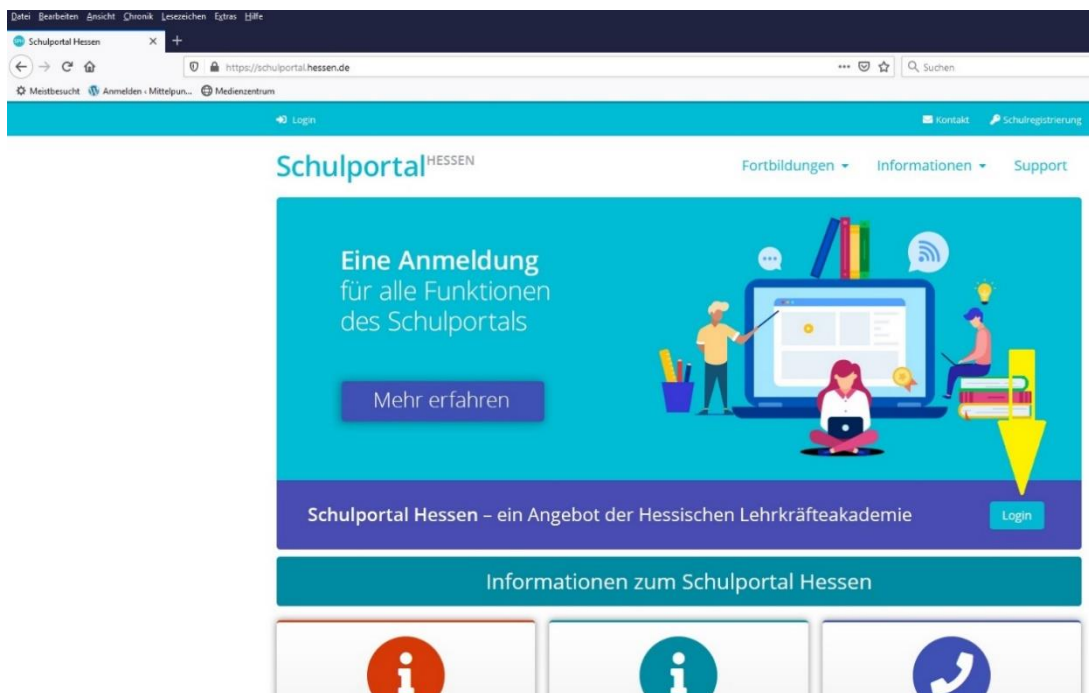 Datei Bearbeiten Ansicht Chronik Lesezeichen Extras Hilfe
Schulportal Hessen
https://schulportal.hessen.de
Suchen
Meistbesucht Anmelden ‹ Mittelpun... Medienzentrum
Login Kontakt Schulregistrierung
Schulportal HESSEN Fortbildungen Informationen Support
Eine Anmeldung
für alle Funktionen
des Schulportals
Mehr erfahren
Schulportal Hessen – ein Angebot der Hessischen Lehrkräfteakademie Login
Informationen zum Schulportal Hessen